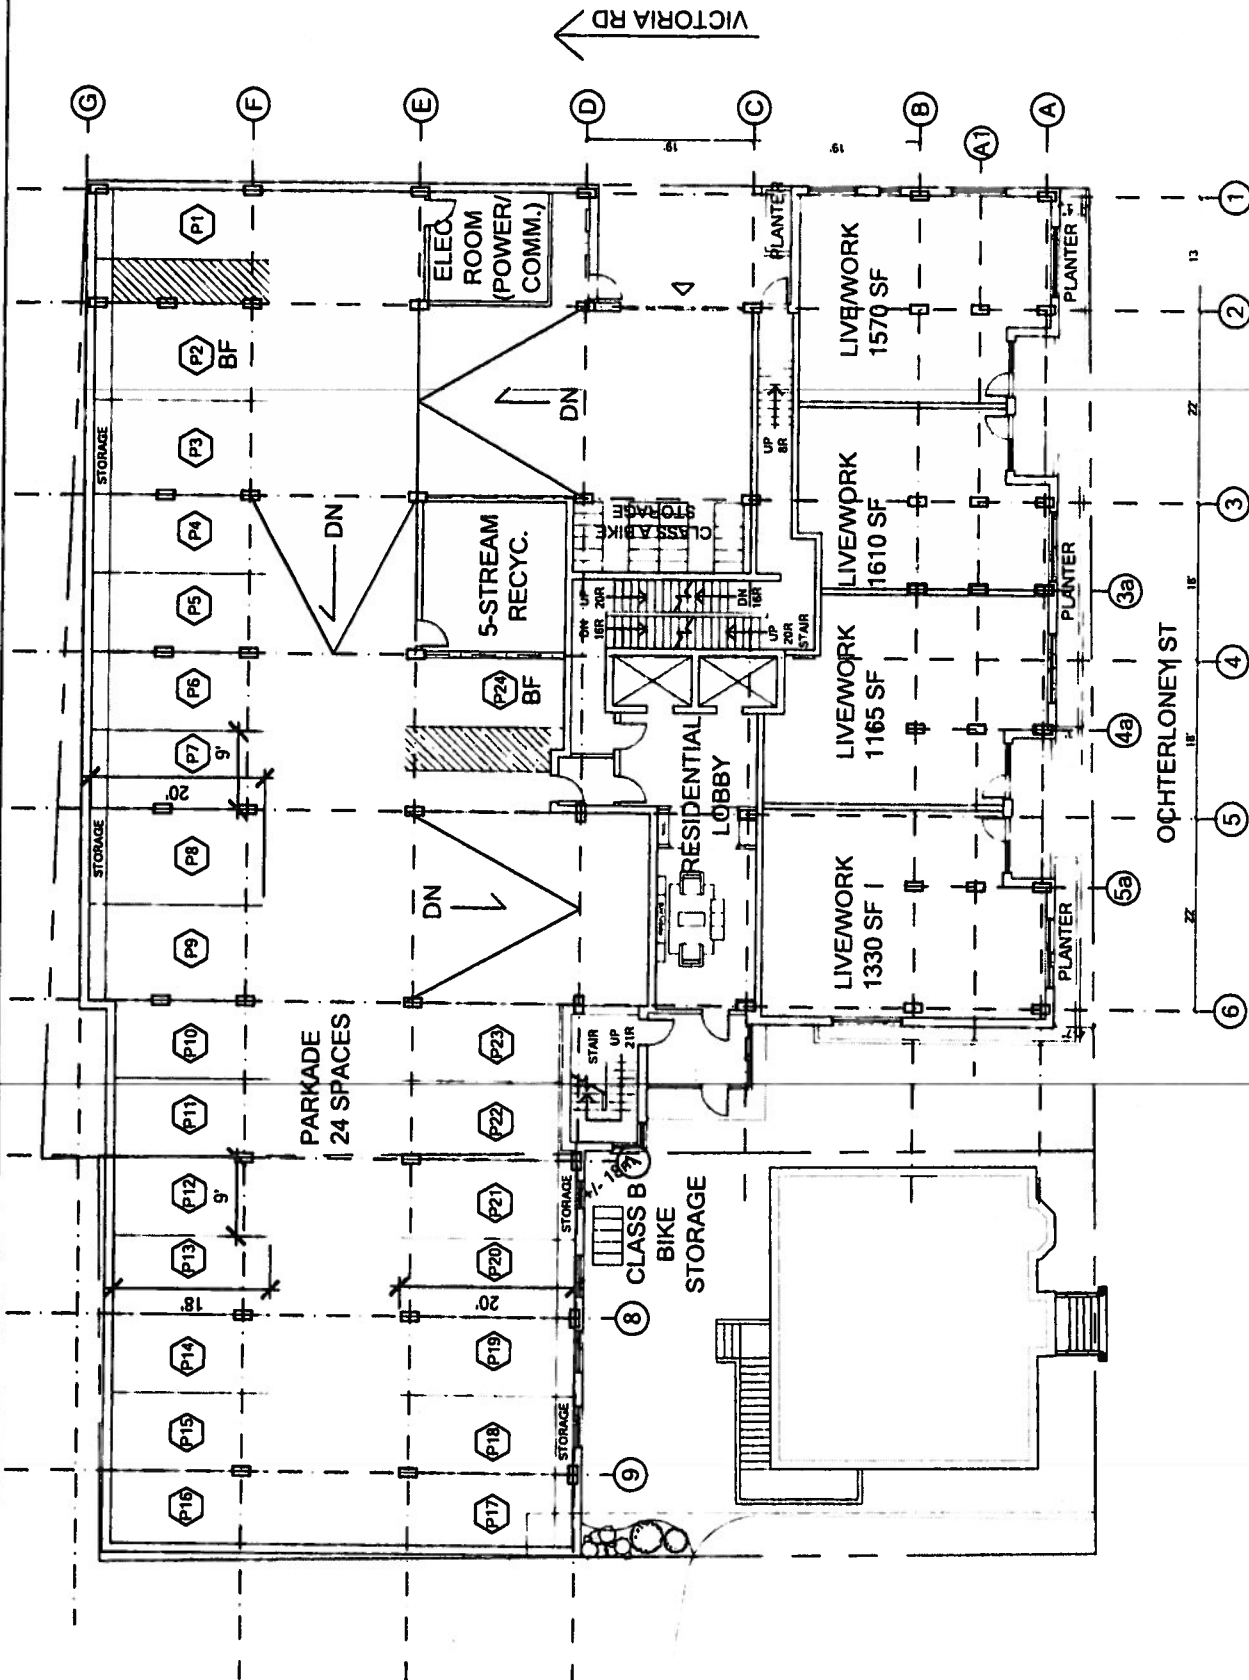 VICTORIA RD
G
F
E
D
C
B
A1
A
19'
19'
P1
P2
BF
P3
P4
P5
P6
P7
9'
20'
P8
P9
P10
P11
P12
9'
P13
18'
P14
P15
P16
STORAGE
STORAGE
ELEC
ROOM
(POWER/
COMM.)
DN
DN
DN
5-STREAM
RECYC.
P24
BF
PARKADE
24 SPACES
P23
P22
P21
P20
20'
P19
P18
P17
STORAGE
STORAGE
CLASS A BIKE
STORAGE
UP
20R
DN
16R
DN
16R
UP
20R
STAIR
UP
8R
PLANTER
RESIDENTIAL
LOBBY
STAIR
UP
21R
+/- 18
CLASS B
BIKE
STORAGE
LIVE/WORK
1570 SF
LIVE/WORK
1610 SF
LIVE/WORK
1165 SF
LIVE/WORK
1330 SF
PLANTER
PLANTER
PLANTER
1
2
3
3a
4
4a
5
5a
6
7
8
9
13
22'
18'
18'
22'
OCHTERLONEY ST